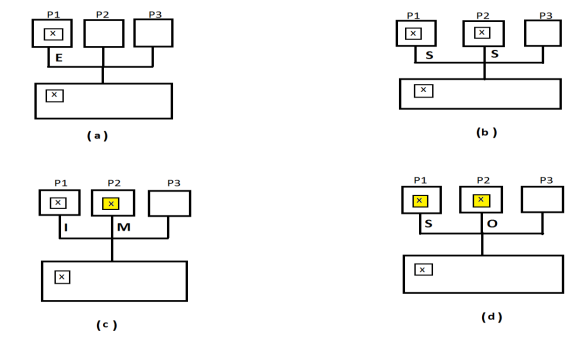 P1 P2 P3
x
E
x
(a)
P1 P2 P3
x x
S S
x
(b)
P1 P2 P3
x x
I M
x
(c)
P1 P2 P3
x x
S O
x
(d)